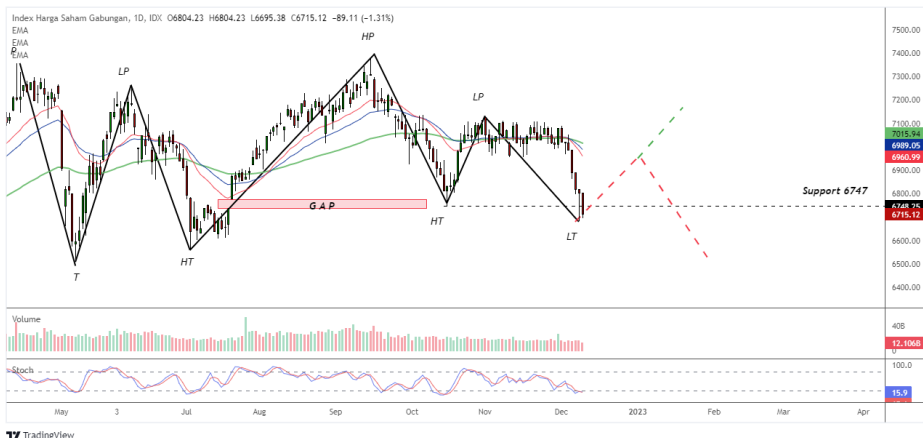 Index Harga Saham Gabungan, 1D, IDX O6804.23 H6804.23 L6695.38 C6715.12 −89.11 (−1.31%)
EMA
EMA
EMA
P
LP
HP
LP
T
HT
G A P
HT
LT
Support 6747
7500.00
7400.00
7300.00
7200.00
7100.00
7015.94
6989.05
6960.99
6900.00
6800.00
6748.25
6715.12
6600.00
6500.00
6400.00
Volume
40B
12.106B
0
Stoch
100.0
15.9
May 3 Jul Aug Sep Oct Nov Dec 2023 Feb Mar Apr
TradingView